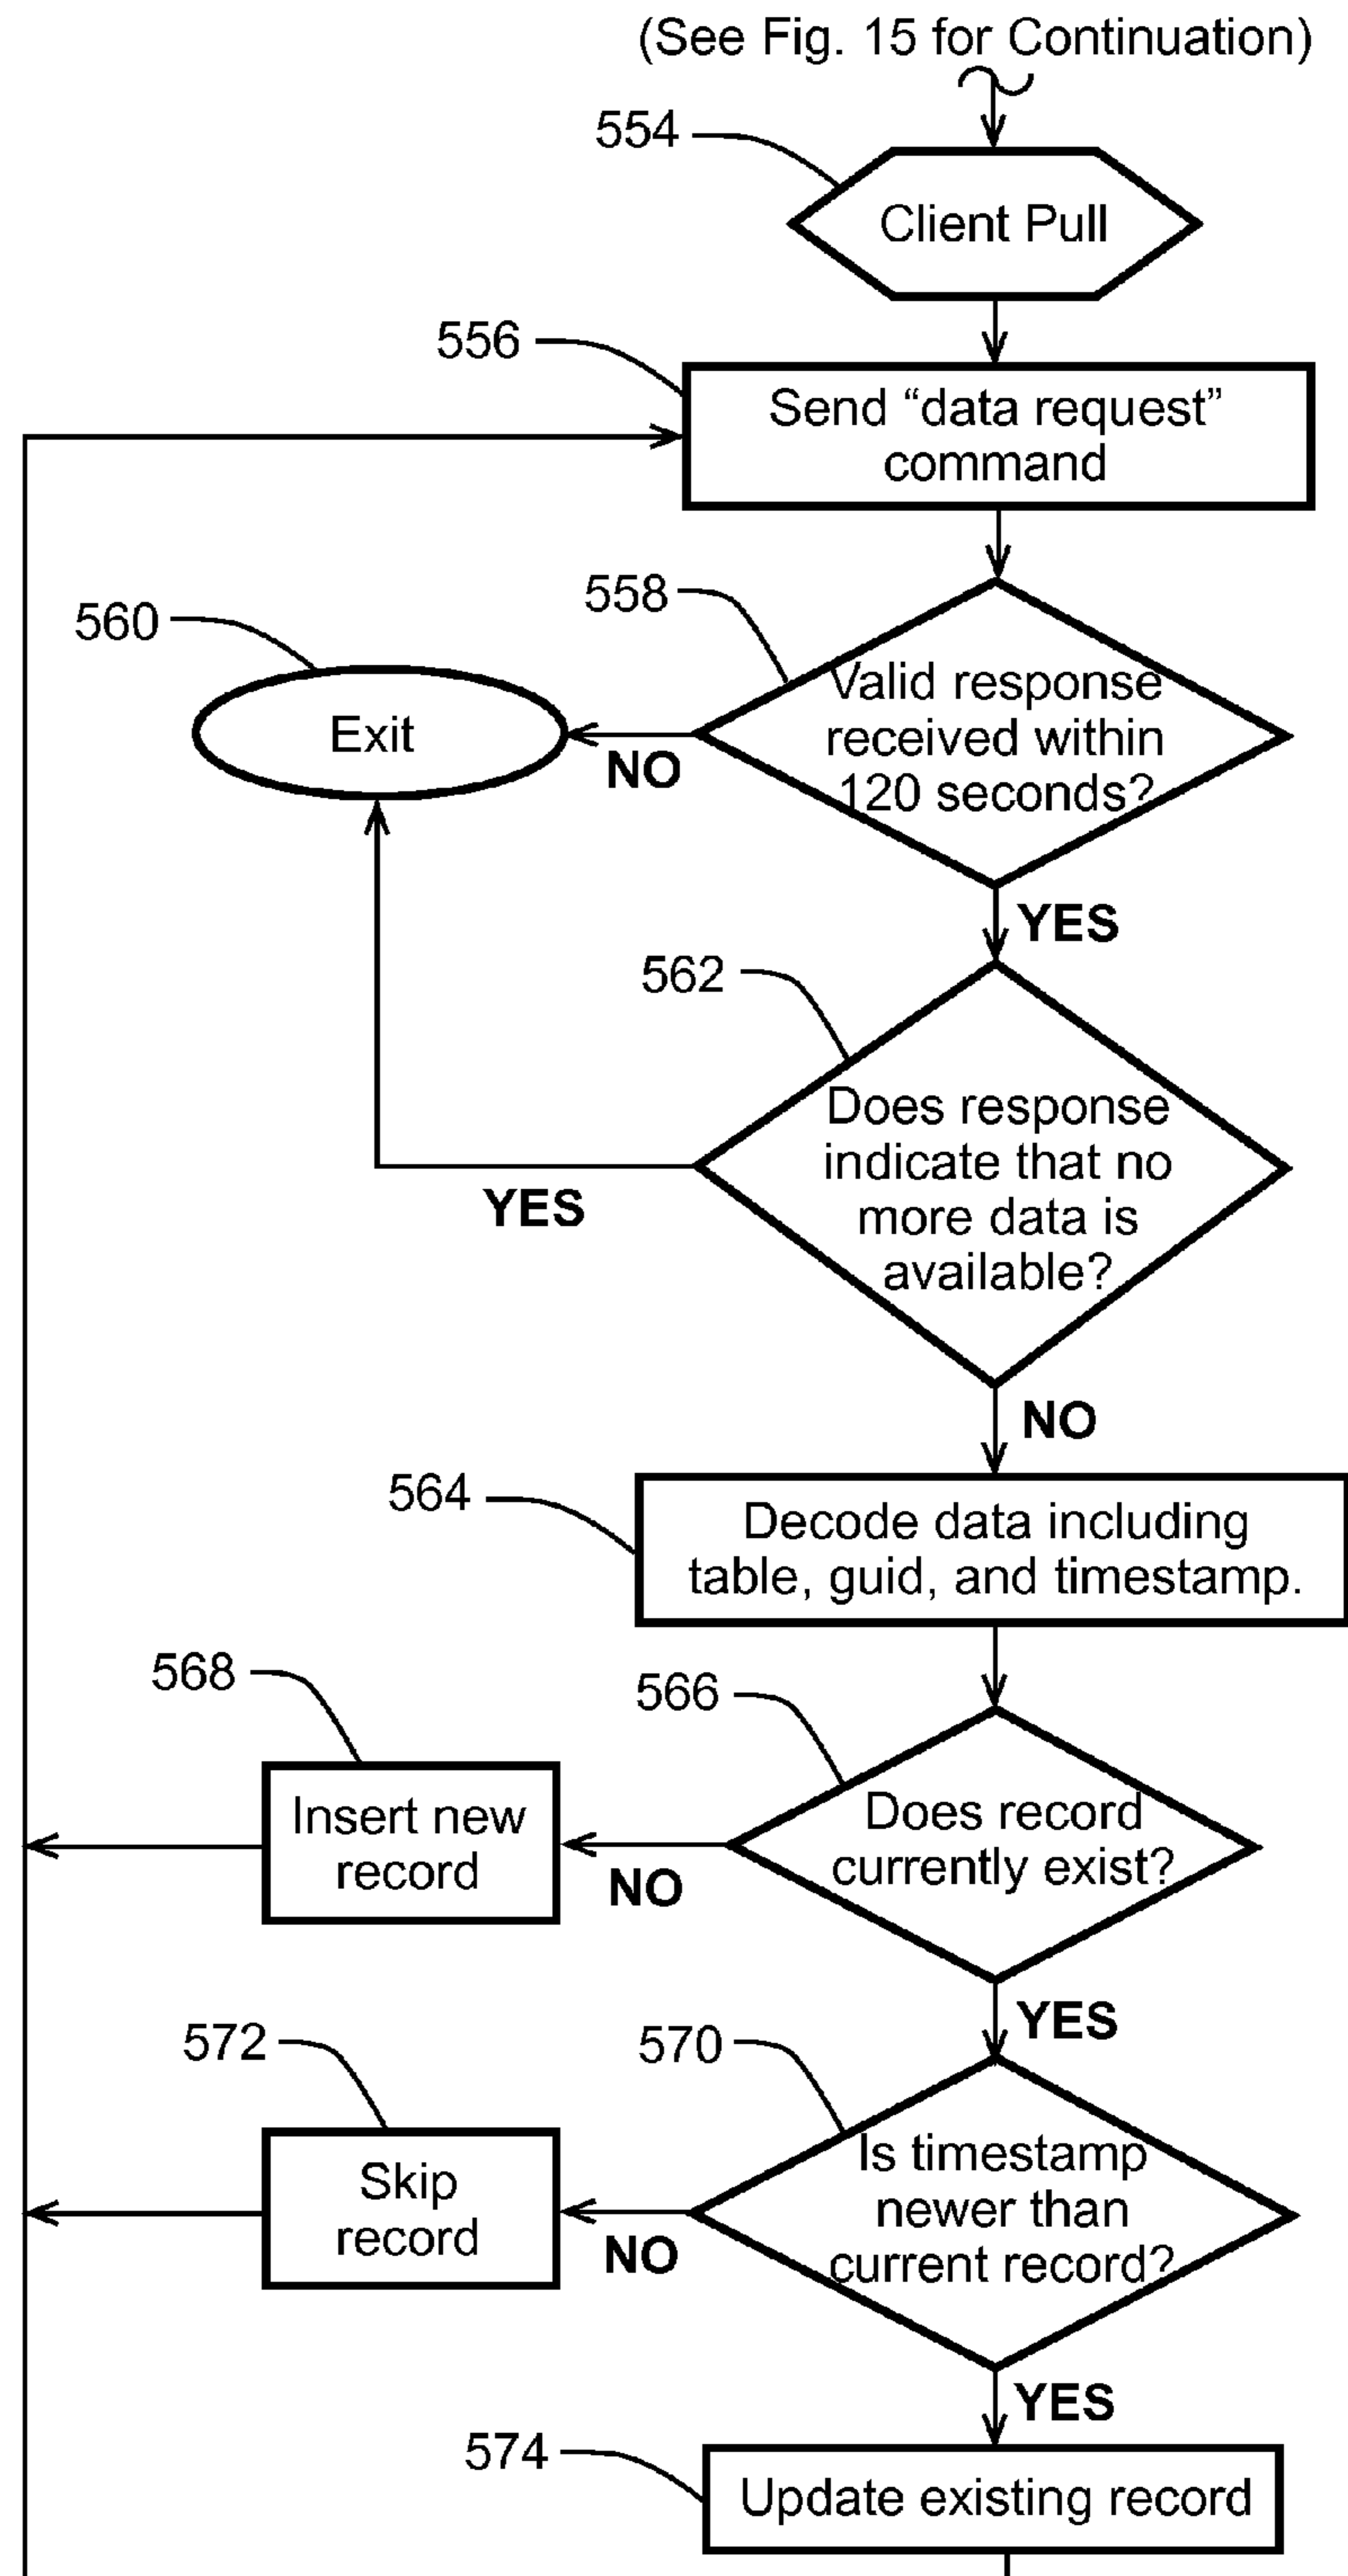 (See Fig. 15 for Continuation)
554
Client Pull
556
Send “data request”
command
558
560
Valid response
received within
120 seconds?
Exit
NO
YES
562
Does response
indicate that no
more data is
available?
YES
NO
564
Decode data including
table, guid, and timestamp.
568
566
Insert new
record
Does record
currently exist?
NO
YES
572
570
Skip
record
Is timestamp
newer than
current record?
NO
YES
574
Update existing record